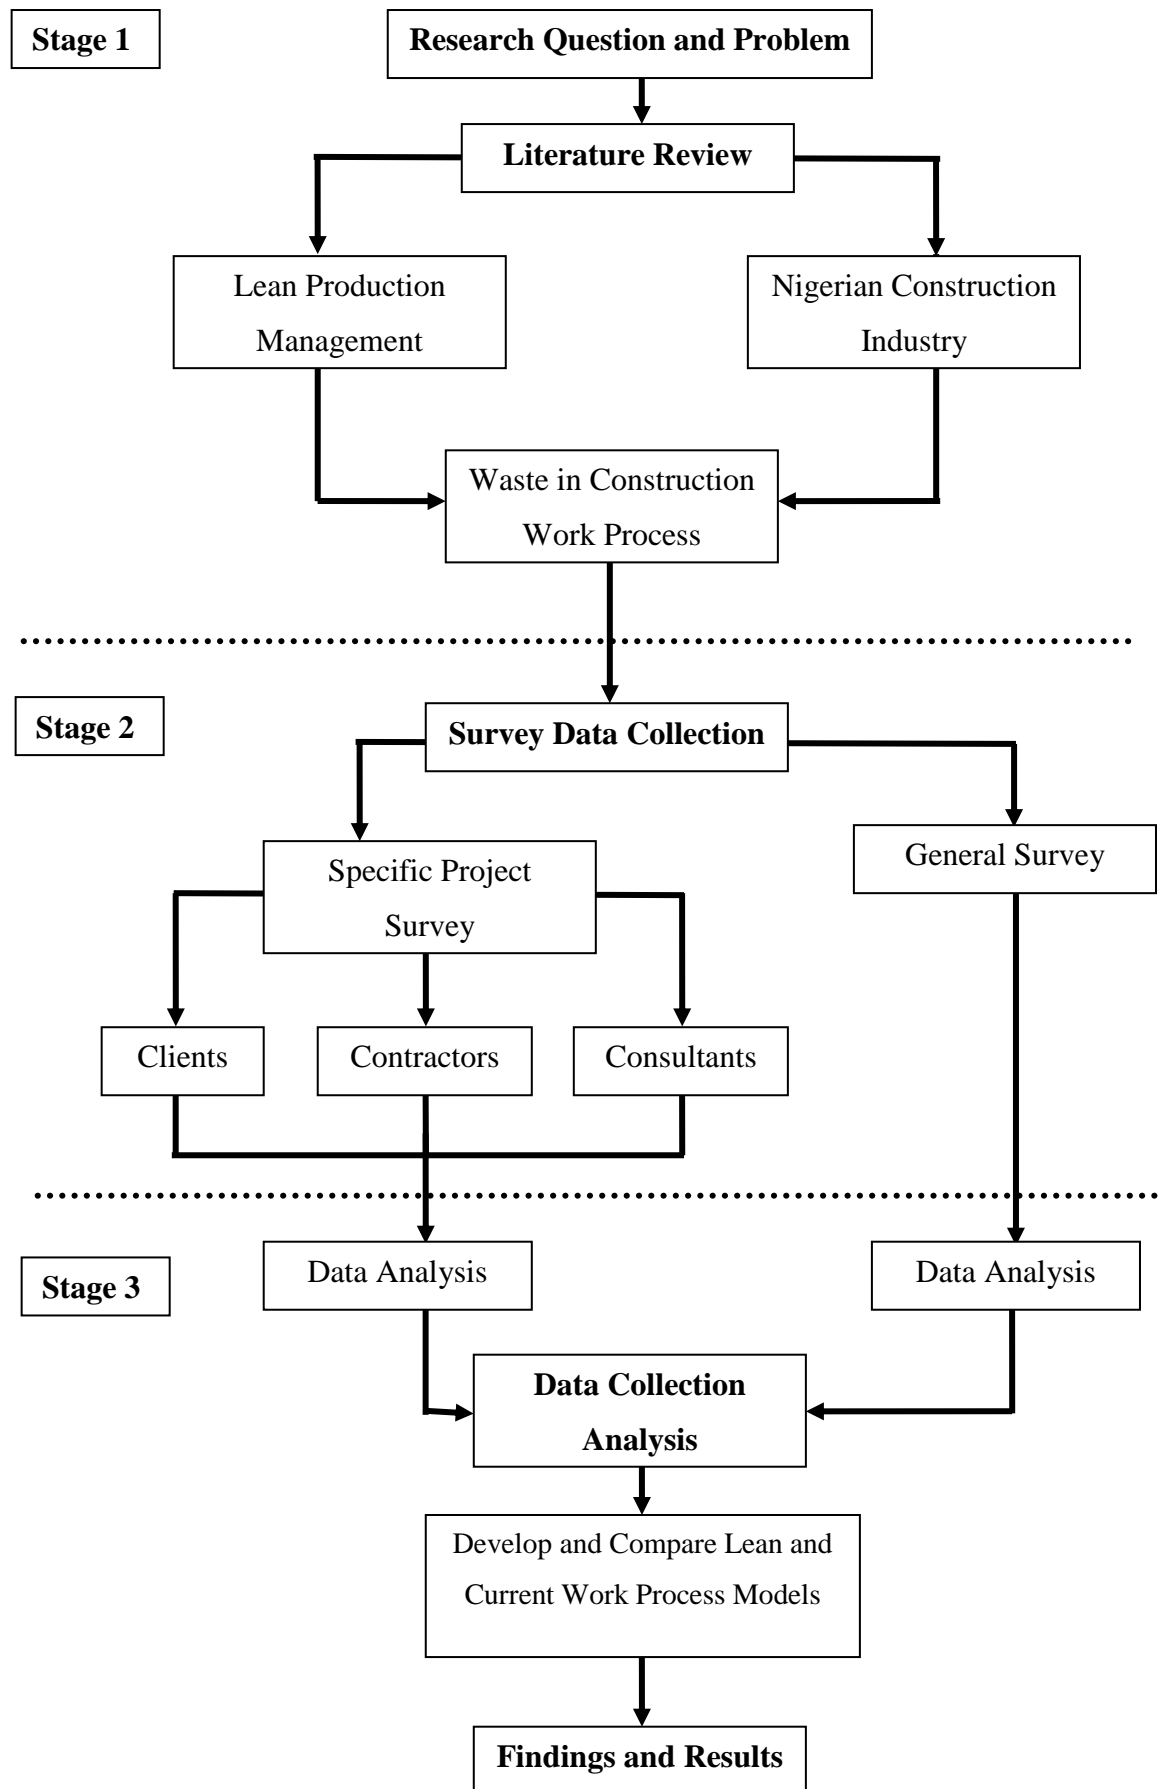 Stage 1
Research Question and Problem
Literature Review
Lean Production
Management
Nigerian Construction
Industry
Waste in Construction
Work Process
Stage 2
Survey Data Collection
Specific Project
Survey
General Survey
Clients
Contractors
Consultants
Stage 3
Data Analysis
Data Analysis
Data Collection
Analysis
Develop and Compare Lean and
Current Work Process Models
Findings and Results